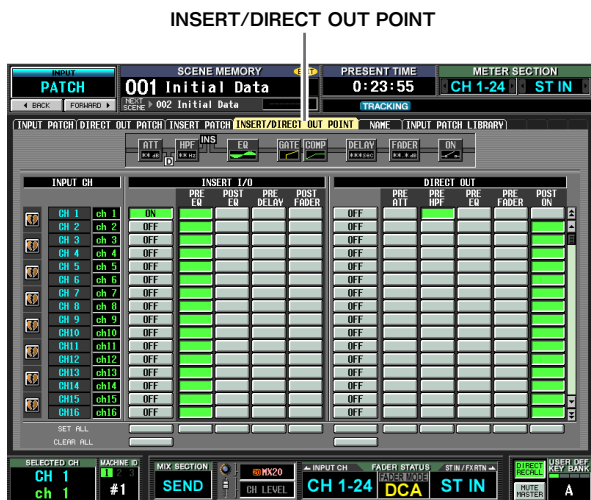 INSERT/DIRECT OUT POINT
INPUT PATCH
SCENE MEMORY EDIT
001 Initial Data
PRESENT TIME
0:23:55
METER SECTION
CH 1-24 ST IN
BACK FORWARD
NEXT SCENE 002 Initial Data
TRACKING
INPUT PATCH DIRECT OUT PATCH INSERT PATCH INSERT/DIRECT OUT POINT NAME INPUT PATCH LIBRARY
ATT HPF INS EQ GATE COMP DELAY FADER ON
**dB D **Hz ***sec **.*dB
INPUT CH INSERT I/O DIRECT OUT
PRE EQ POST EQ PRE DELAY POST FADER PRE ATT PRE HPF PRE EQ PRE FADER POST ON
CH 1 ch 1 ON OFF
CH 2 ch 2 OFF OFF
CH 3 ch 3 OFF OFF
CH 4 ch 4 OFF OFF
CH 5 ch 5 OFF OFF
CH 6 ch 6 OFF OFF
CH 7 ch 7 OFF OFF
CH 8 ch 8 OFF OFF
CH 9 ch 9 OFF OFF
CH10 ch10 OFF OFF
CH11 ch11 OFF OFF
CH12 ch12 OFF OFF
CH13 ch13 OFF OFF
CH14 ch14 OFF OFF
CH15 ch15 OFF OFF
CH16 ch16 OFF OFF
SET ALL
CLEAR ALL
SELECTED CH
CH 1
ch 1
MACHINE ID
1 2 3
#1
MIX SECTION
SEND
MIX20
CH LEVEL
INPUT CH FADER STATUS ST IN/FXRTN
CH 1-24
FADER MODE
DCA
ST IN
DIRECT RECALL
MUTE MASTER
USER DEF KEY BANK
A